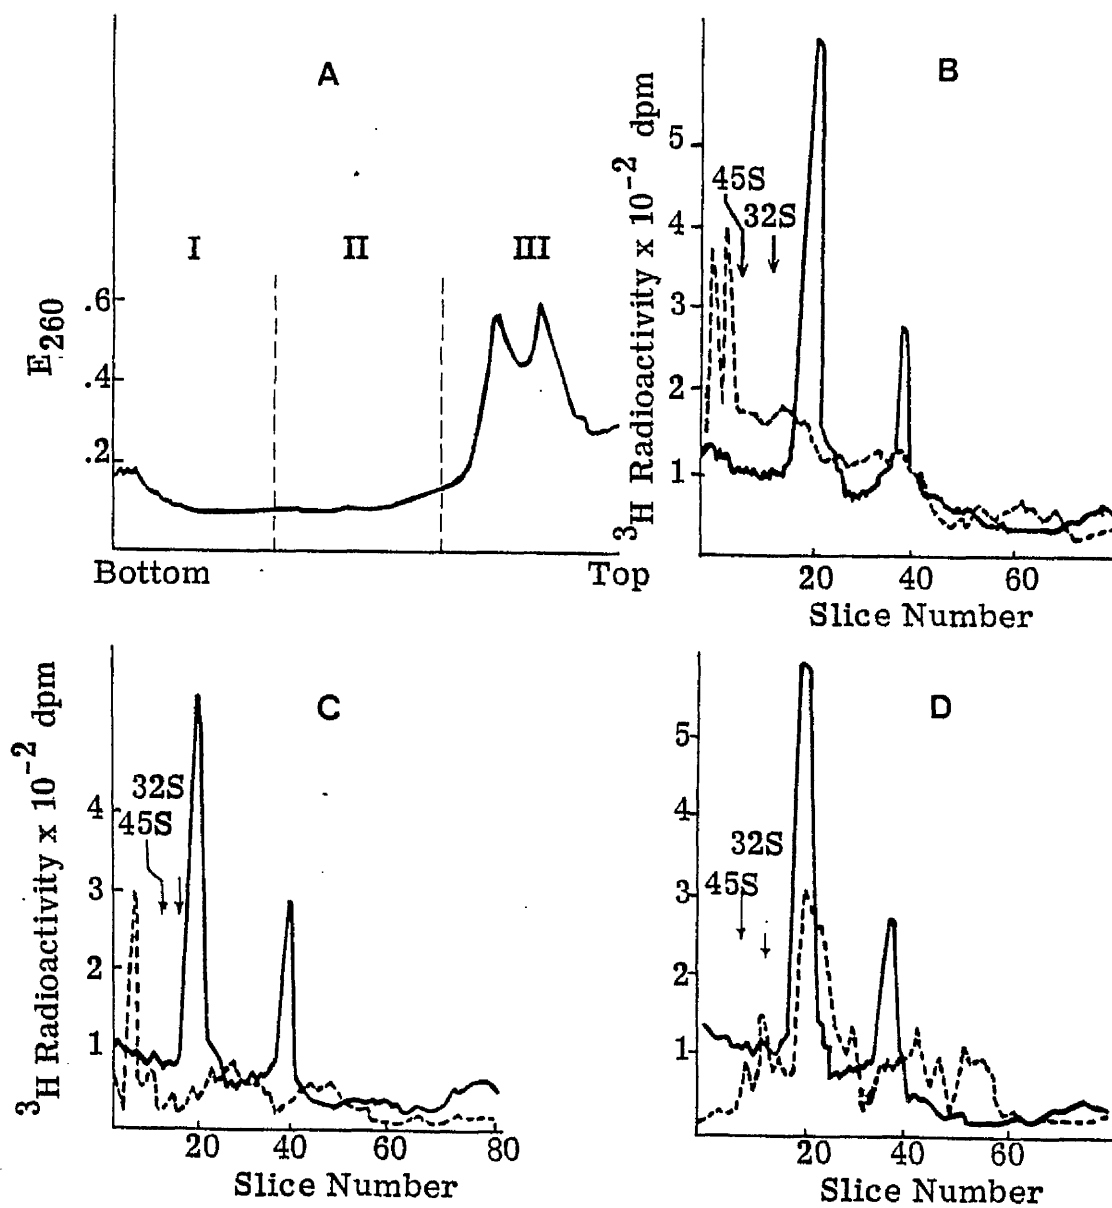 A
I II III
E260
.6
.4
.2
Bottom Top
B
³H Radioactivity x 10⁻² dpm
5
4
3
2
1
45S
32S
20 40 60
Slice Number
C
³H Radioactivity x 10⁻² dpm
4
3
2
1
32S
45S
20 40 60 80
Slice Number
D
5
4
3
2
1
32S
45S
20 40 60
Slice Number